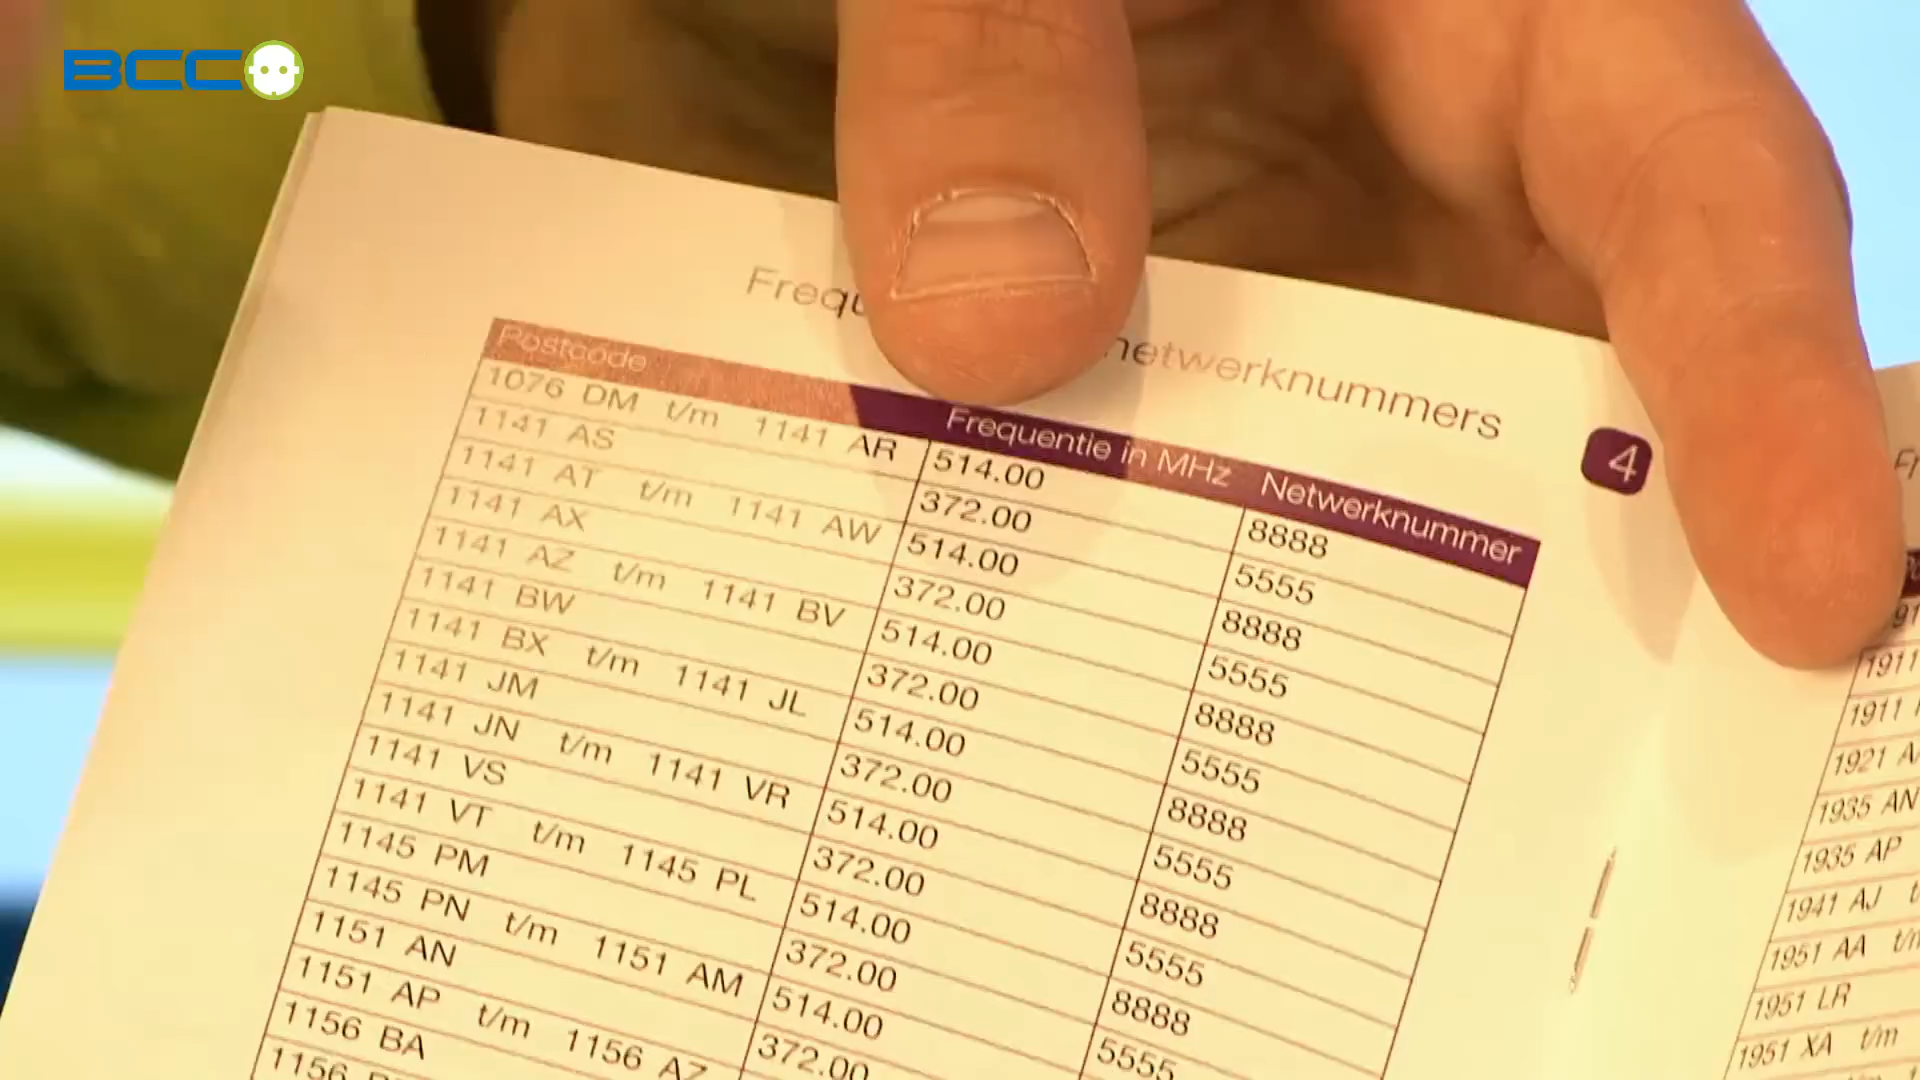 BCC
Frequ netwerknummers
Postcode Frequentie in MHz Netwerknummer
4
1076 DM t/m 1141 AR 514.00 8888
1141 AS 372.00 5555
1141 AT t/m 1141 AW 514.00 8888
1141 AX 372.00 5555
1141 AZ t/m 1141 BV 514.00 8888
1141 BW 372.00 5555
1141 BX t/m 1141 JL 514.00 8888
1141 JM 372.00 5555
1141 JN t/m 1141 VR 514.00 8888
1141 VS 372.00 5555
1141 VT t/m 1145 PL 514.00 8888
1145 PM 372.00 5555
1145 PN t/m 1151 AM 514.00
1151 AN 372.00
1151 AP t/m 1156 AZ
1156 BA
1156
1911
1911
1921
1935 AN
1935 AP
1941 AJ
1951 AA t/m
1951 LR
1951 XA t/m